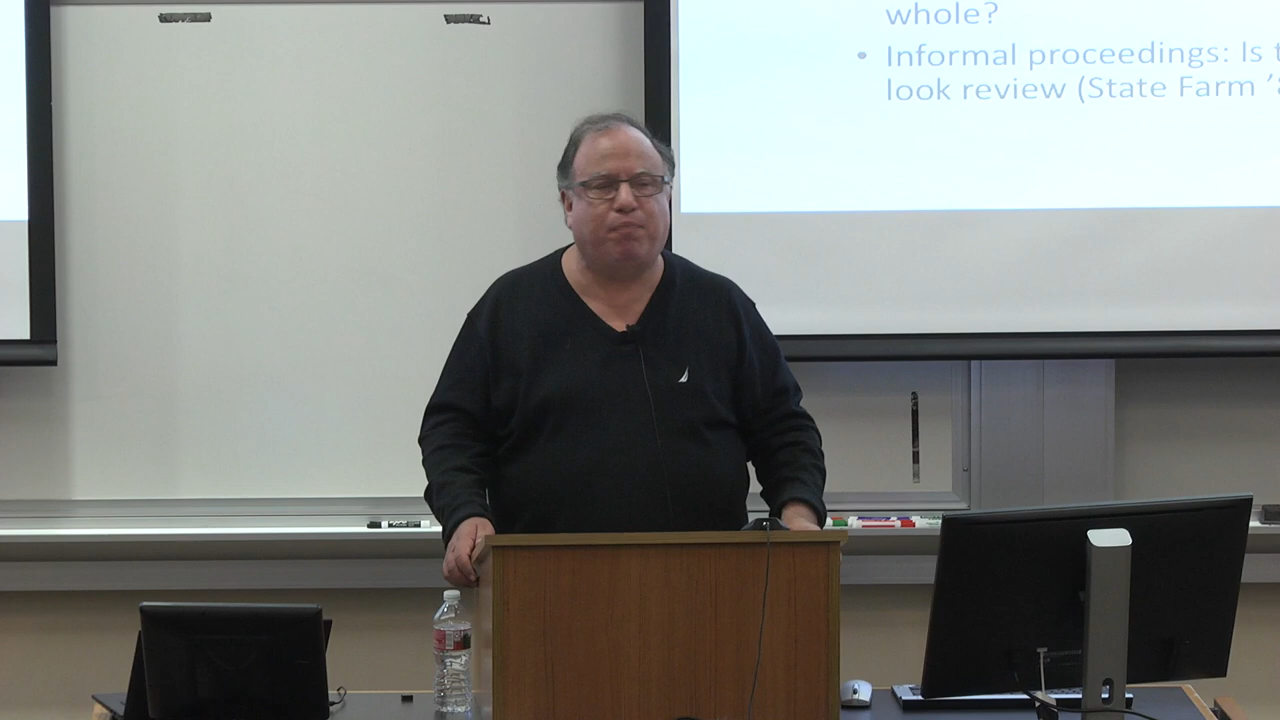 whole?
• Informal proceedings: Is
look review (State Farm ’